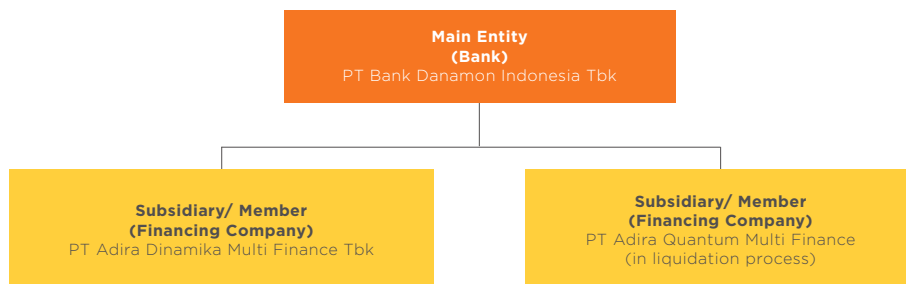 Main Entity
(Bank)
PT Bank Danamon Indonesia Tbk
Subsidiary/ Member
(Financing Company)
PT Adira Dinamika Multi Finance Tbk
Subsidiary/ Member
(Financing Company)
PT Adira Quantum Multi Finance
(in liquidation process)